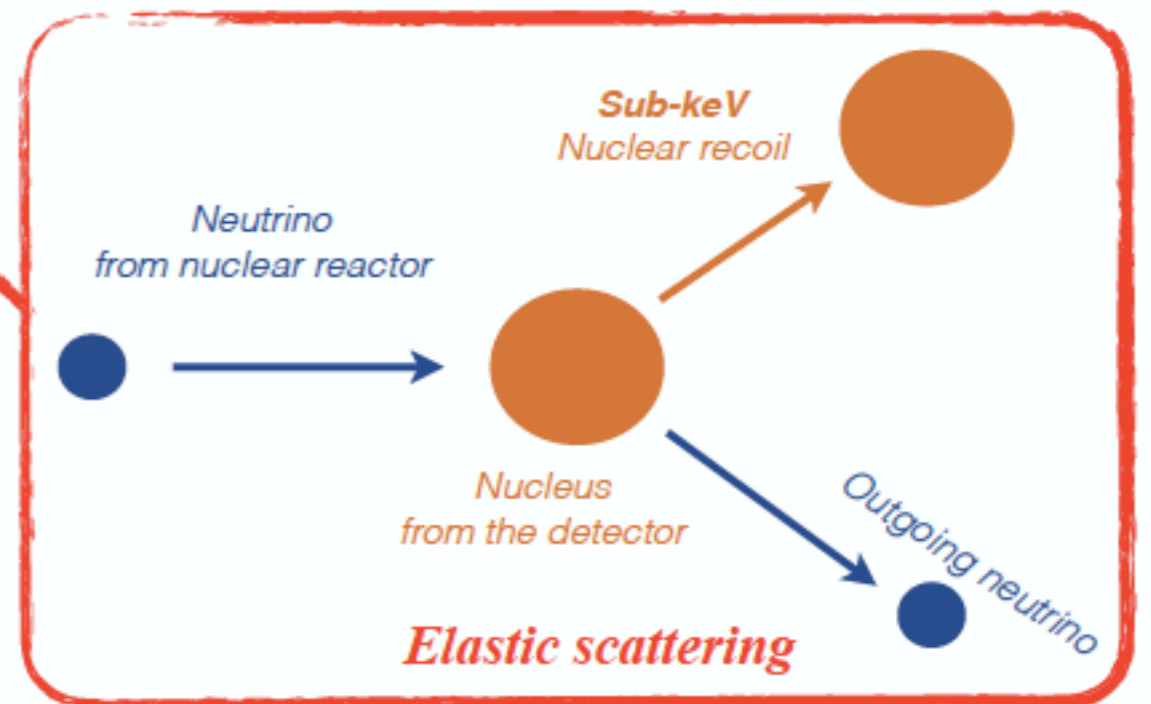 Sub-keV
Nuclear recoil
Neutrino
from nuclear reactor
Nucleus
from the detector
Outgoing neutrino
Elastic scattering